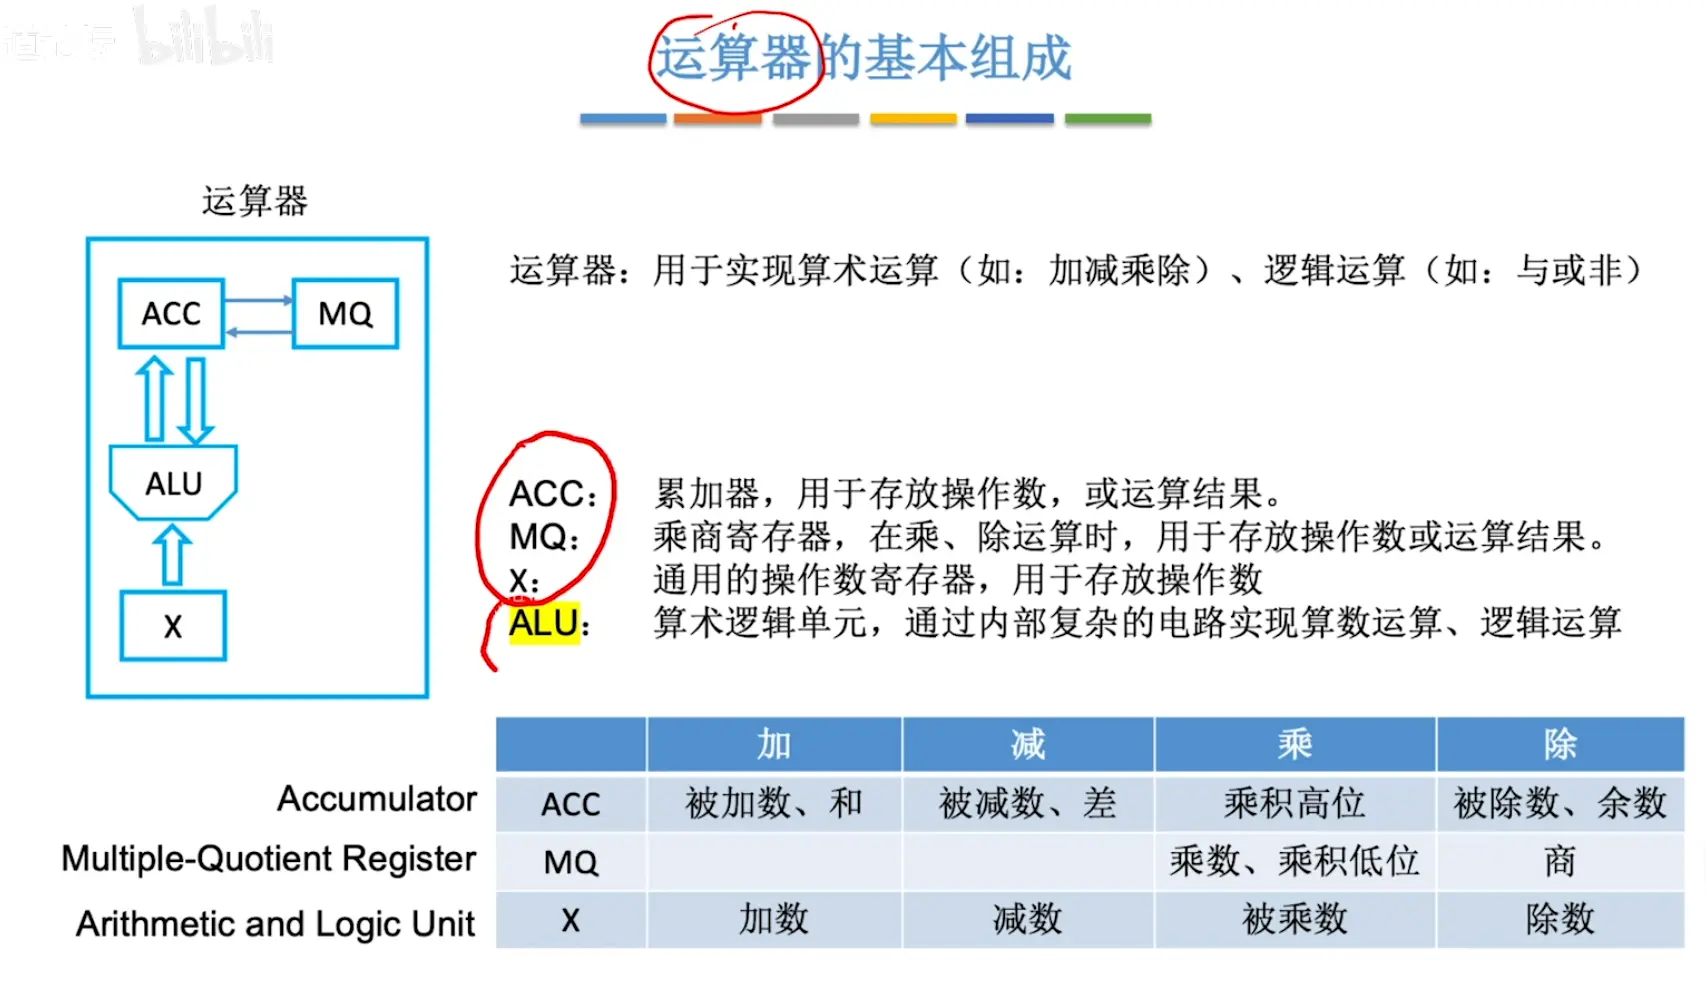 bilibili
运算器的基本组成
运算器
ACC
MQ
ALU
X
运算器：用于实现算术运算（如：加减乘除）、逻辑运算（如：与或非）
ACC： 累加器，用于存放操作数，或运算结果。
MQ： 乘商寄存器，在乘、除运算时，用于存放操作数或运算结果。
X： 通用的操作数寄存器，用于存放操作数
ALU： 算术逻辑单元，通过内部复杂的电路实现算数运算、逻辑运算
加 减 乘 除
Accumulator ACC 被加数、和 被减数、差 乘积高位 被除数、余数
Multiple-Quotient Register MQ 乘数、乘积低位 商
Arithmetic and Logic Unit X 加数 减数 被乘数 除数